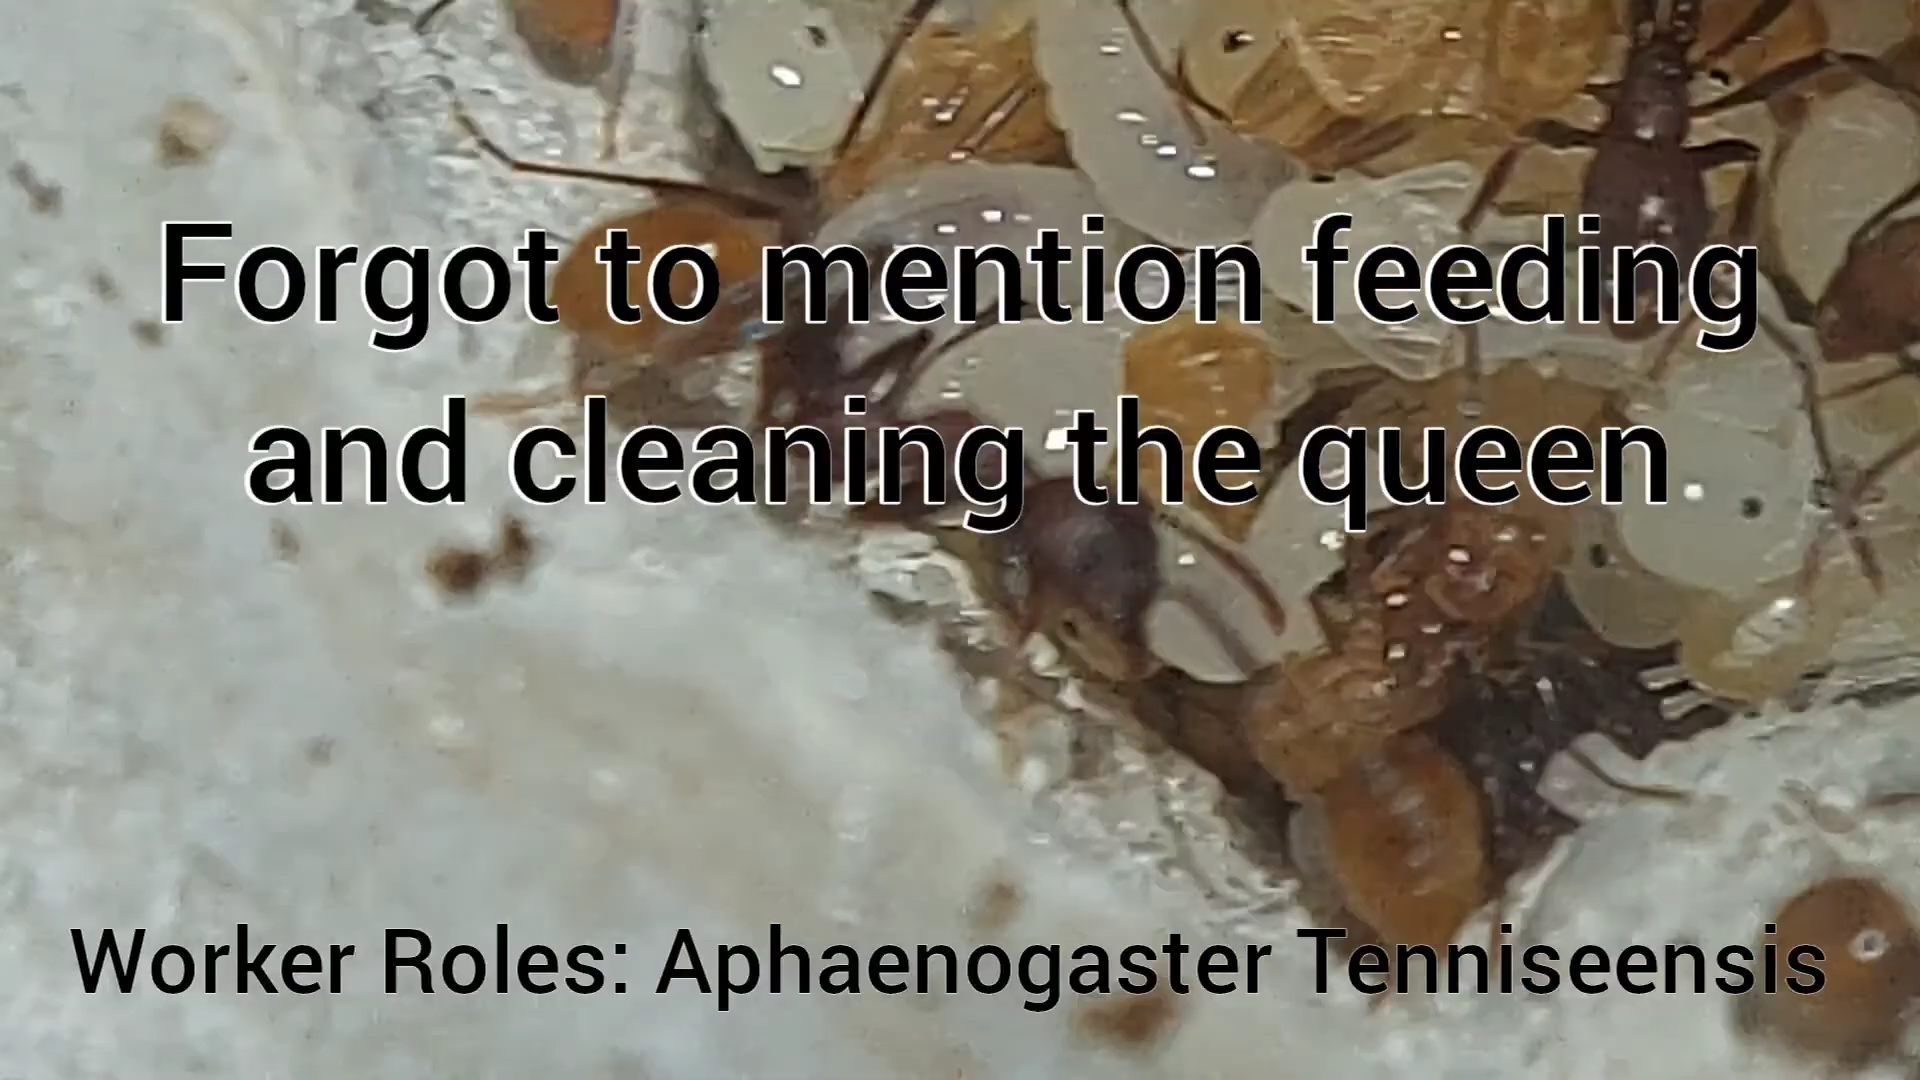 Forgot to mention feeding
and cleaning the queen
Worker Roles: Aphaenogaster Tenniseensis